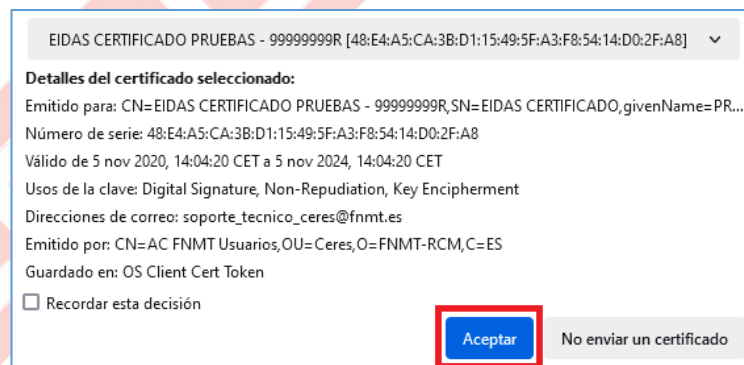 EIDAS CERTIFICADO PRUEBAS - 99999999R [48:E4:A5:CA:3B:D1:15:49:5F:A3:F8:54:14:D0:2F:A8]
Detalles del certificado seleccionado:
Emitido para: CN=EIDAS CERTIFICADO PRUEBAS - 99999999R,SN=EIDAS CERTIFICADO,givenName=PR...
Número de serie: 48:E4:A5:CA:3B:D1:15:49:5F:A3:F8:54:14:D0:2F:A8
Válido de 5 nov 2020, 14:04:20 CET a 5 nov 2024, 14:04:20 CET
Usos de la clave: Digital Signature, Non-Repudiation, Key Encipherment
Direcciones de correo: soporte_tecnico_ceres@fnmt.es
Emitido por: CN=AC FNMT Usuarios,OU=Ceres,O=FNMT-RCM,C=ES
Guardado en: OS Client Cert Token
Recordar esta decisión
Aceptar No enviar un certificado